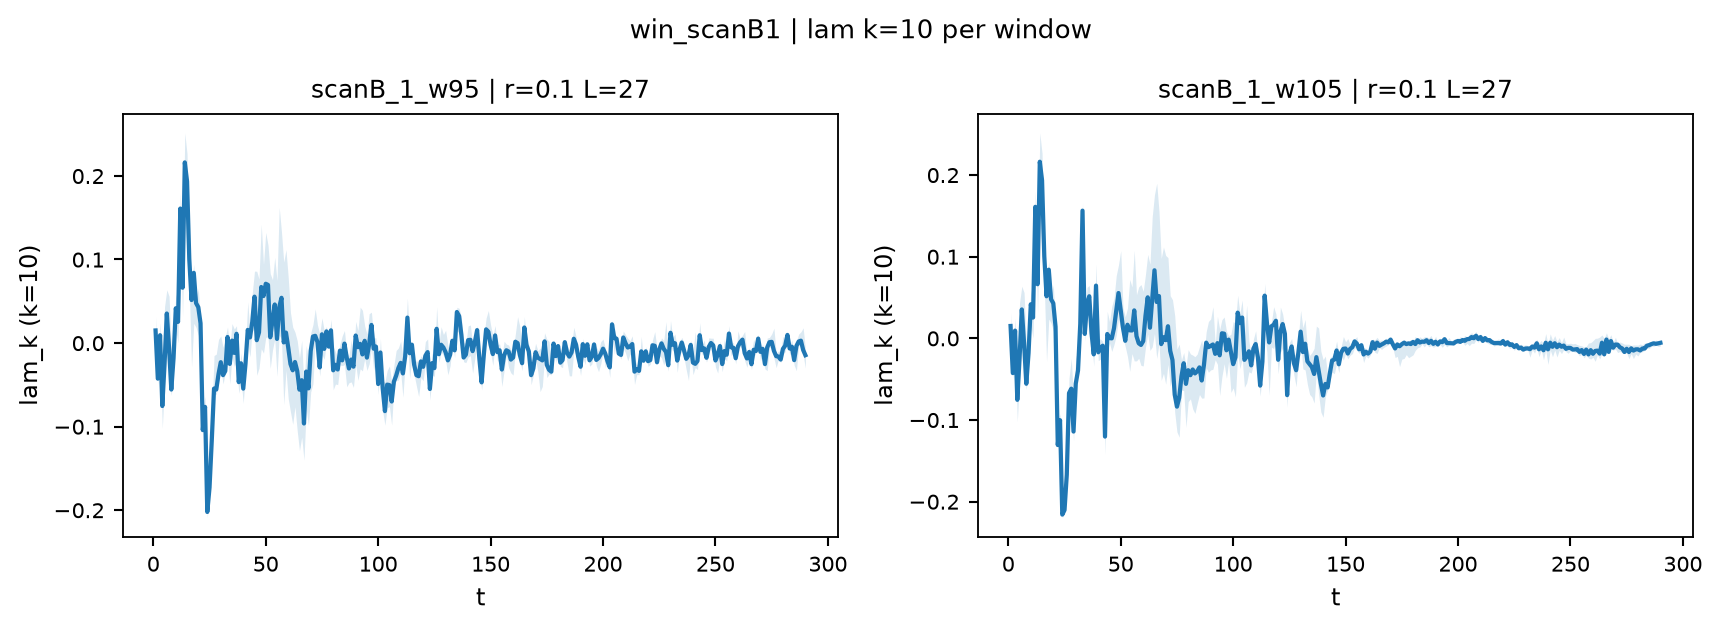 win_scanB1 | lam k=10 per window
scanB_1_w95 | r=0.1 L=27
lam_k (k=10)
0.2
0.1
0.0
−0.1
−0.2
0 50 100 150 200 250 300
t
scanB_1_w105 | r=0.1 L=27
lam_k (k=10)
0.2
0.1
0.0
−0.1
−0.2
0 50 100 150 200 250 300
t